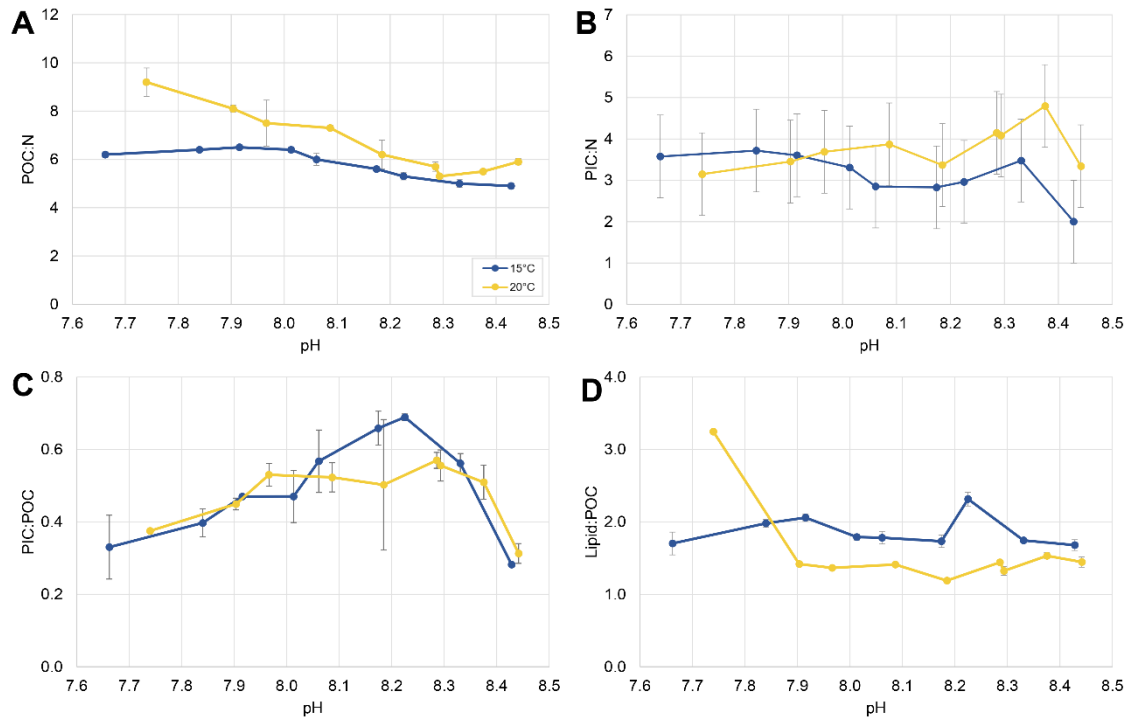 A
POC:N
12
10
8
6
4
2
0
7.6 7.7 7.8 7.9 8.0 8.1 8.2 8.3 8.4 8.5
pH
15°C
20°C
B
PIC:N
7
6
5
4
3
2
1
0
7.6 7.7 7.8 7.9 8.0 8.1 8.2 8.3 8.4 8.5
pH
C
PIC:POC
0.8
0.6
0.4
0.2
0.0
7.6 7.7 7.8 7.9 8.0 8.1 8.2 8.3 8.4 8.5
pH
D
Lipid:POC
4.0
3.0
2.0
1.0
0.0
7.6 7.7 7.8 7.9 8.0 8.1 8.2 8.3 8.4 8.5
pH